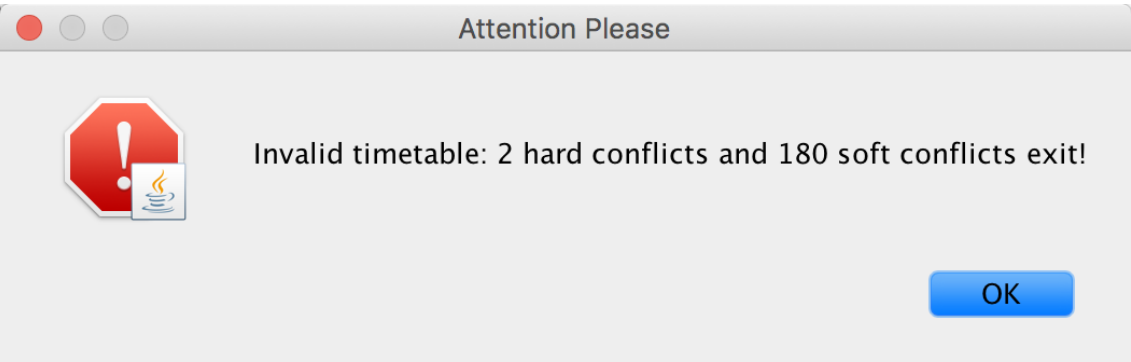 Attention Please
Invalid timetable: 2 hard conflicts and 180 soft conflicts exit!
OK